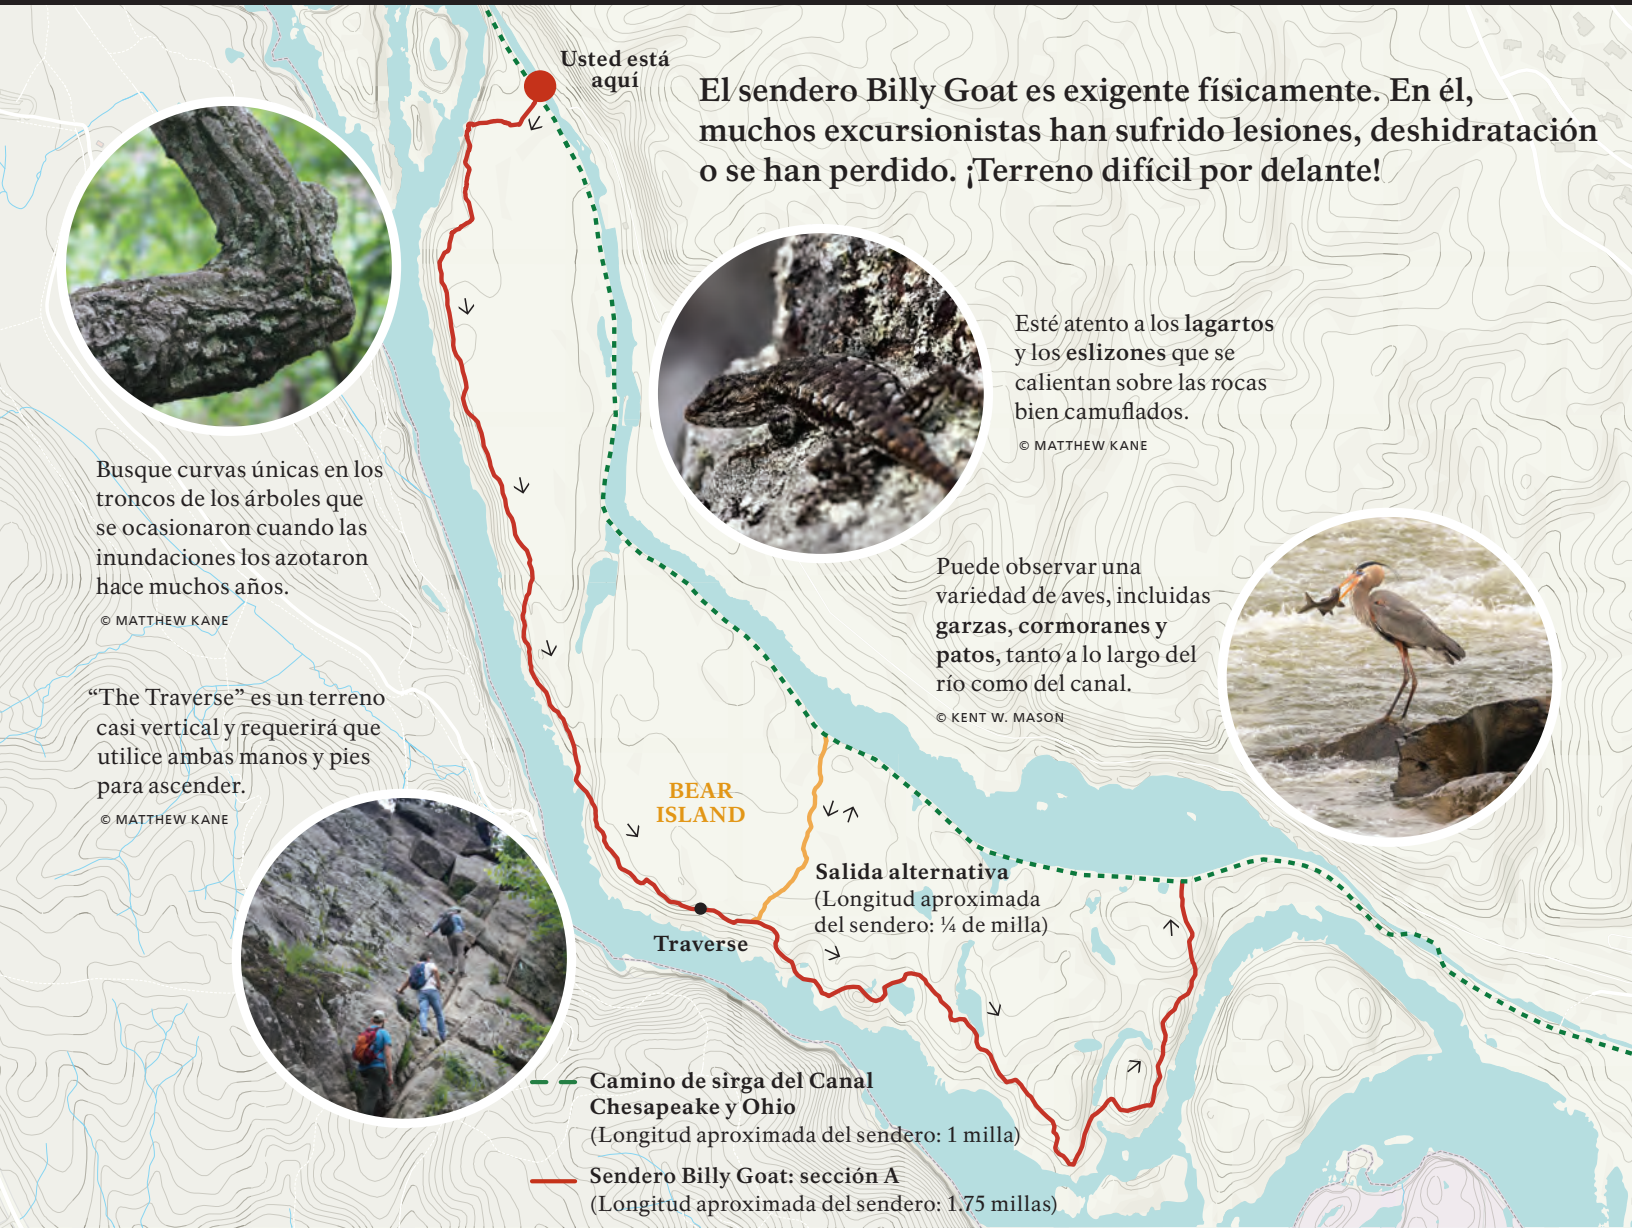 Usted está
aquí
El sendero Billy Goat es exigente físicamente. En él,
muchos excursionistas han sufrido lesiones, deshidratación
o se han perdido. ¡Terreno difícil por delante!
Esté atento a los lagartos
y los eslizones que se
calientan sobre las rocas
bien camuflados.
© MATTHEW KANE
Busque curvas únicas en los
troncos de los árboles que
se ocasionaron cuando las
inundaciones los azotaron
hace muchos años.
© MATTHEW KANE
Puede observar una
variedad de aves, incluidas
garzas, cormoranes y
patos, tanto a lo largo del
río como del canal.
© KENT W. MASON
“The Traverse” es un terreno
casi vertical y requerirá que
utilice ambas manos y pies
para ascender.
© MATTHEW KANE
BEAR
ISLAND
Salida alternativa
(Longitud aproximada
del sendero: ¼ de milla)
Traverse
Camino de sirga del Canal
Chesapeake y Ohio
(Longitud aproximada del sendero: 1 milla)
Sendero Billy Goat: sección A
(Longitud aproximada del sendero: 1.75 millas)